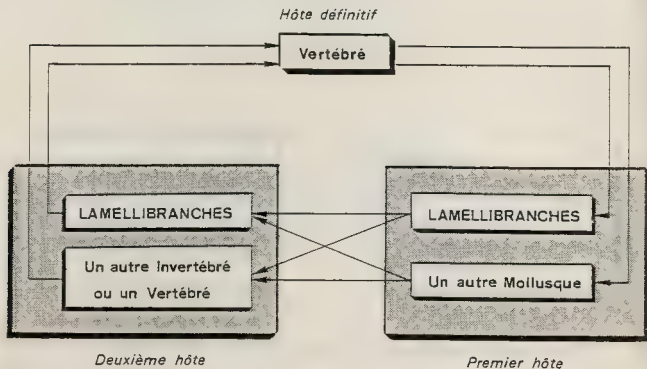 Hôte définitif
Vertébré
LAMELLIBRANCHES
LAMELLIBRANCHES
Un autre Invertébré
ou un Vertébré
Un autre Mollusque
Deuxième hôte
Premier hôte